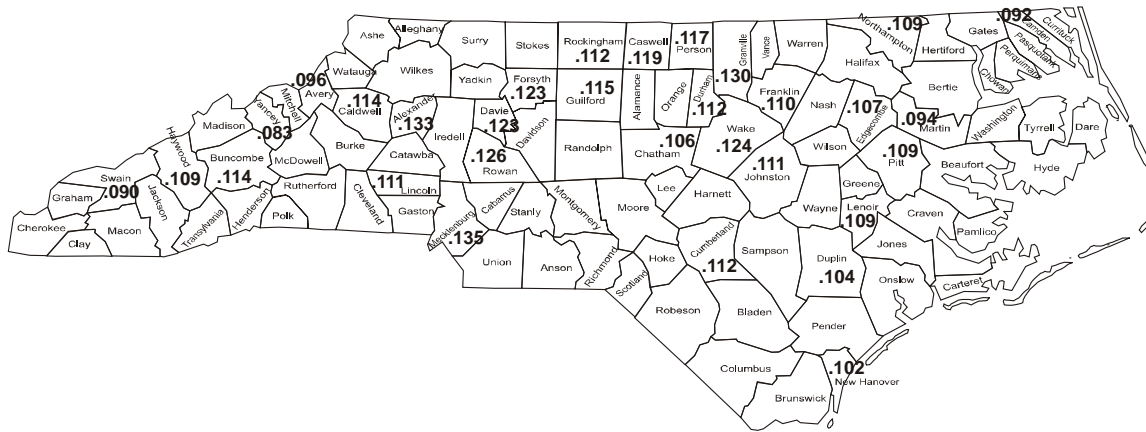 Ashe
Alleghany
Surry
Stokes
Rockingham
.112
Caswell
.119
.117
Person
Granville
.130
Vance
Warren
.109
Northampton
Halifax
Hertiford
Gates
.092
Camden
Currituck
Pasquotank
Perquimans
Chowan
Bertie
Watauga
Wilkes
Yadkin
Forsyth
.123
.115
Guilford
Alamance
Orange
Durham
.112
Franklin
.110
Nash
.107
Edgecombe
.094
Martin
Washington
Tyrrell
Dare
.096
Avery
Mitchell
Yancey
.083
.114
Caldwell
Alexander
.133
Iredell
Davie
.123
Davidson
Randolph
.106
Chatham
Wake
.124
.111
Johnston
Wilson
.109
Pitt
Beaufort
Hyde
Madison
Haywood
.109
Buncombe
.114
McDowell
Burke
Catawba
.126
Rowan
Swain
.090
Graham
Jackson
Cherokee
Macon
Clay
Transylvania
Henderson
Polk
Rutherford
Cleveland
.111
Lincoln
Gaston
Mecklenburg
.135
Cabarrus
Stanly
Montgomery
Moore
Lee
Harnett
Wayne
Greene
Lenoir
.109
Craven
Pamlico
Jones
Union
Anson
Richmond
Scotland
Hoke
Cumberland
.112
Sampson
Duplin
.104
Onslow
Carteret
Robeson
Bladen
Pender
Columbus
Brunswick
.102
New Hanover